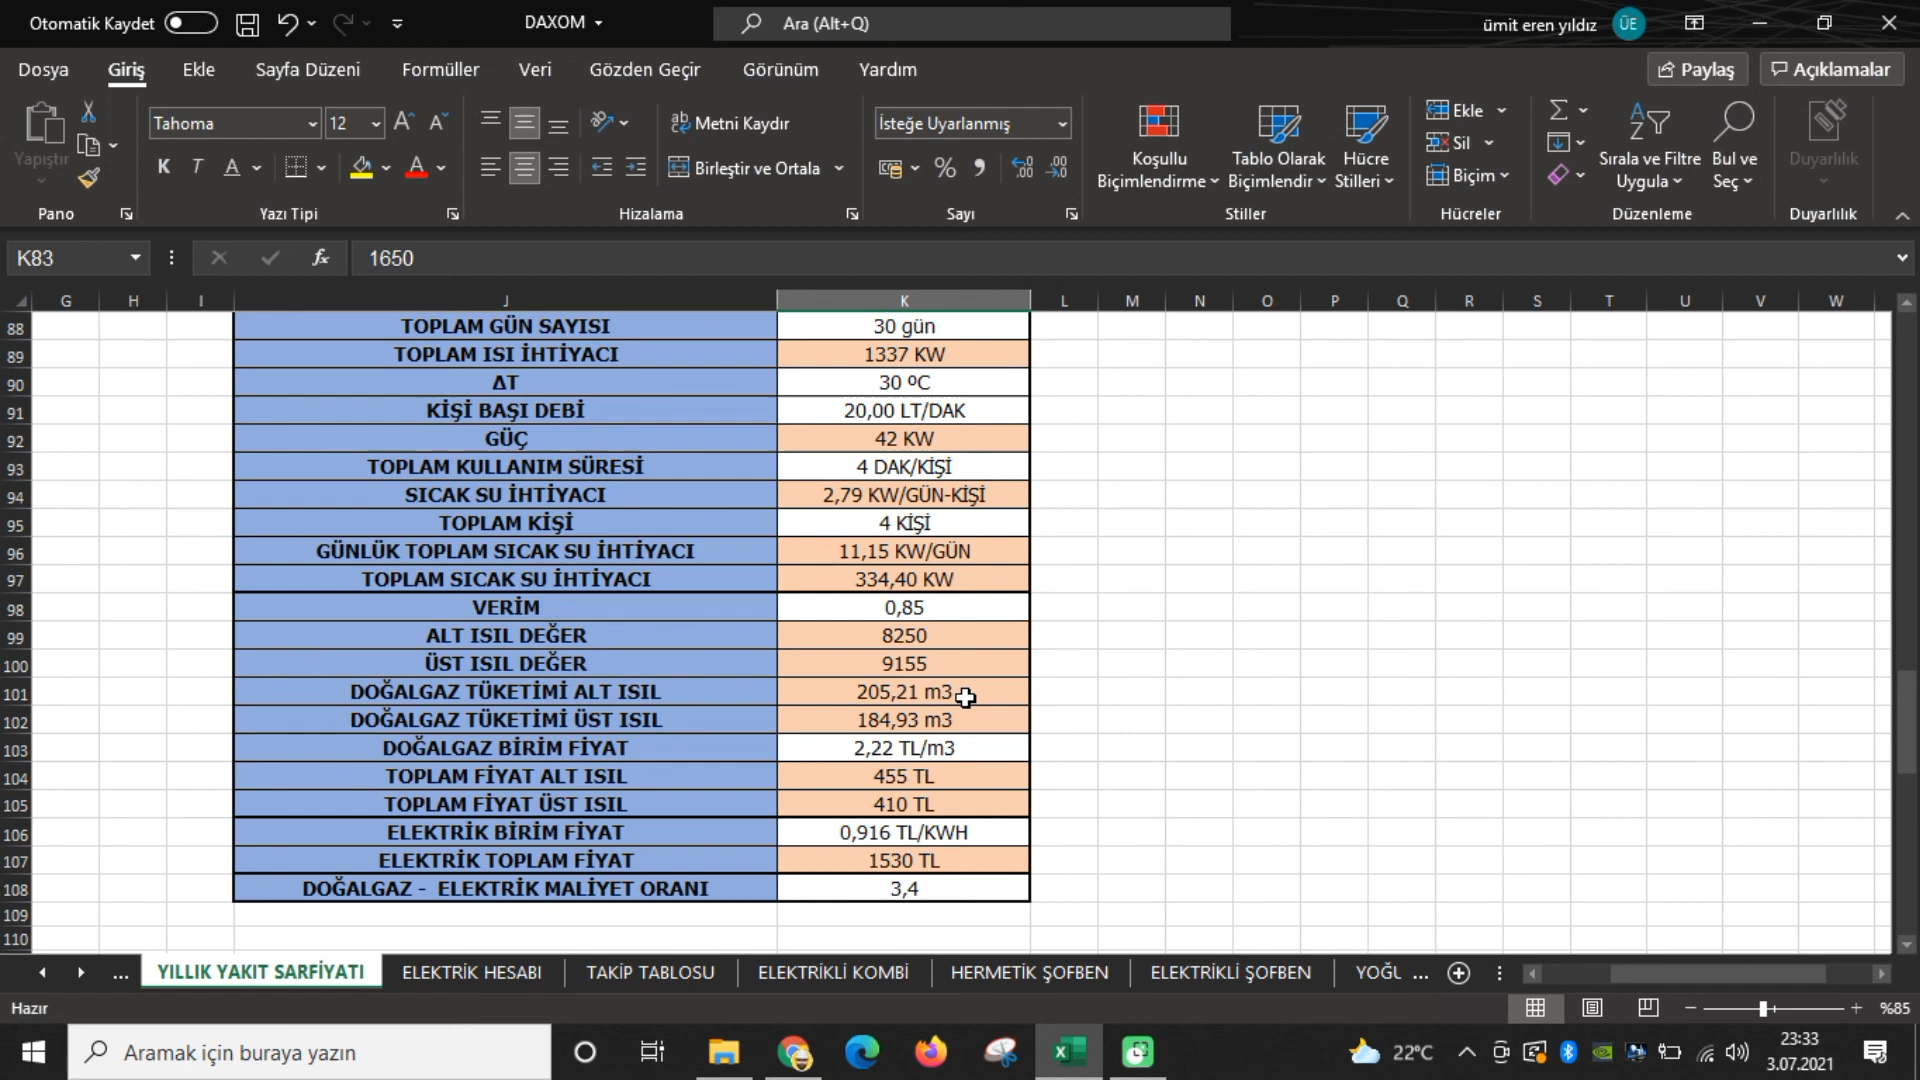 Otomatik Kaydet
DAXOM
Ara (Alt+Q)
ümit eren yıldız
ÜE
Dosya
Giriş
Ekle
Sayfa Düzeni
Formüller
Veri
Gözden Geçir
Görünüm
Yardım
Paylaş
Açıklamalar
Yapıştır
Tahoma
12
Metni Kaydır
Birleştir ve Ortala
İsteğe Uyarlanmış
Koşullu
Biçimlendirme
Tablo Olarak
Biçimlendir
Hücre
Stilleri
Ekle
Sil
Biçim
Sırala ve Filtre
Uygula
Bul ve
Seç
Duyarlılık
Pano
Yazı Tipi
Hizalama
Sayı
Stiller
Hücreler
Düzenleme
Duyarlılık
K83
fx
1650
G H I J K L M N O P Q R S T U V W
88 TOPLAM GÜN SAYISI 30 gün
89 TOPLAM ISI İHTİYACI 1337 KW
90 ΔT 30 ºC
91 KİŞİ BAŞI DEBİ 20,00 LT/DAK
92 GÜÇ 42 KW
93 TOPLAM KULLANIM SÜRESİ 4 DAK/KİŞİ
94 SICAK SU İHTİYACI 2,79 KW/GÜN-KİŞİ
95 TOPLAM KİŞİ 4 KİŞİ
96 GÜNLÜK TOPLAM SICAK SU İHTİYACI 11,15 KW/GÜN
97 TOPLAM SICAK SU İHTİYACI 334,40 KW
98 VERİM 0,85
99 ALT ISIL DEĞER 8250
100 ÜST ISIL DEĞER 9155
101 DOĞALGAZ TÜKETİMİ ALT ISIL 205,21 m3
102 DOĞALGAZ TÜKETİMİ ÜST ISIL 184,93 m3
103 DOĞALGAZ BİRİM FİYAT 2,22 TL/m3
104 TOPLAM FİYAT ALT ISIL 455 TL
105 TOPLAM FİYAT ÜST ISIL 410 TL
106 ELEKTRİK BİRİM FİYAT 0,916 TL/KWH
107 ELEKTRİK TOPLAM FİYAT 1530 TL
108 DOĞALGAZ - ELEKTRİK MALİYET ORANI 3,4
109
110
... YILLIK YAKIT SARFİYATI
ELEKTRİK HESABI
TAKİP TABLOSU
ELEKTRİKLİ KOMBİ
HERMETİK ŞOFBEN
ELEKTRİKLİ ŞOFBEN
YOĞU ...
Hazır
%85
Aramak için buraya yazın
22°C
23:33
3.07.2021